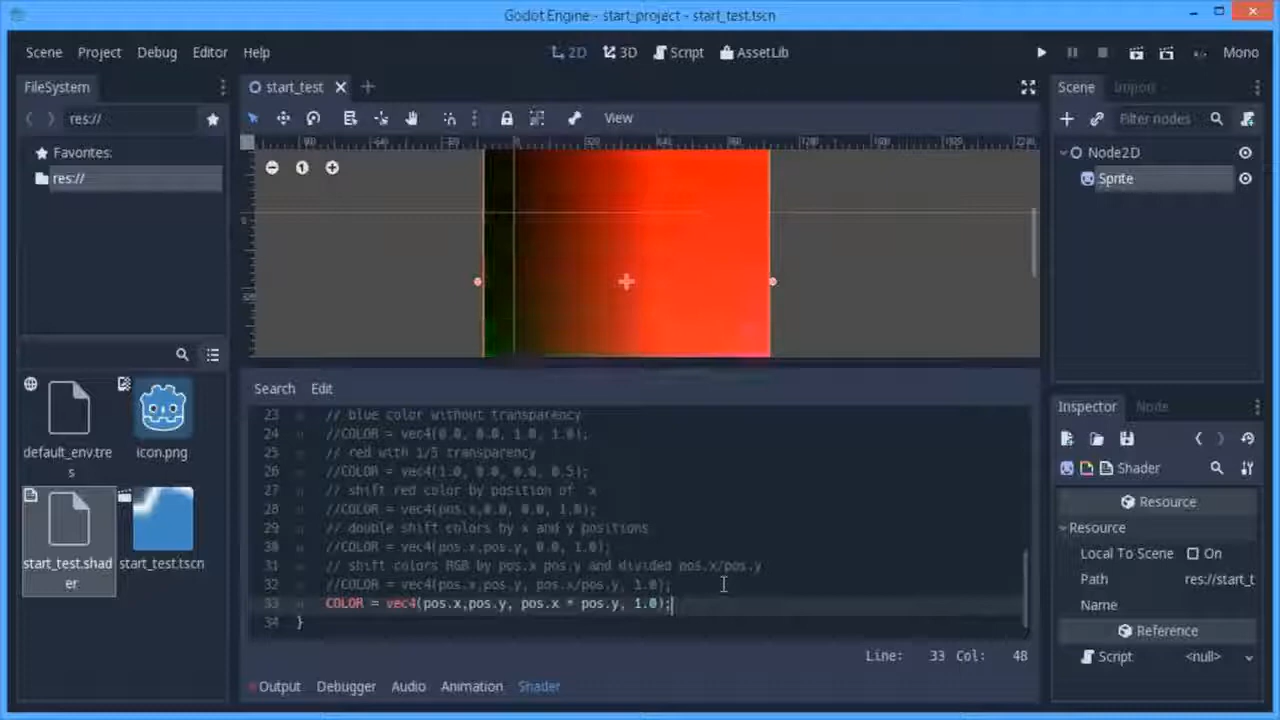 Godot Engine - start_project - start_test.tscn
Scene Project Debug Editor Help 2D 3D Script AssetLib Mono
FileSystem start_test Scene Import
res:// View Filter nodes
Favorites: Node2D
res:// Sprite
Search Edit
23 // blue color without transparency
24 //COLOR = vec4(0.0, 0.0, 1.0, 1.0);
25 // red with 1/5 transparency
26 //COLOR = vec4(1.0, 0.0, 0.0, 0.5);
27 // shift red color by position of x
28 //COLOR = vec4(pos.x,0.0, 0.0, 1.0);
29 // double shift colors by x and y positions
30 //COLOR = vec4(pos.x,pos.y, 0.0, 1.0);
31 // shift colors RGB by pos.x pos.y and divided pos.x/pos.y
32 //COLOR = vec4(pos.x,pos.y, pos.x/pos.y, 1.0);
33 COLOR = vec4(pos.x,pos.y, pos.x * pos.y, 1.0);
34 }
Line: 33 Col: 48
Output Debugger Audio Animation Shader
default_env.tre
s
icon.png
start_test.shad
er
start_test.tscn
Inspector Node
Shader
Resource
Resource
Local To Scene On
Path res://start_t
Name
Reference
Script <null>